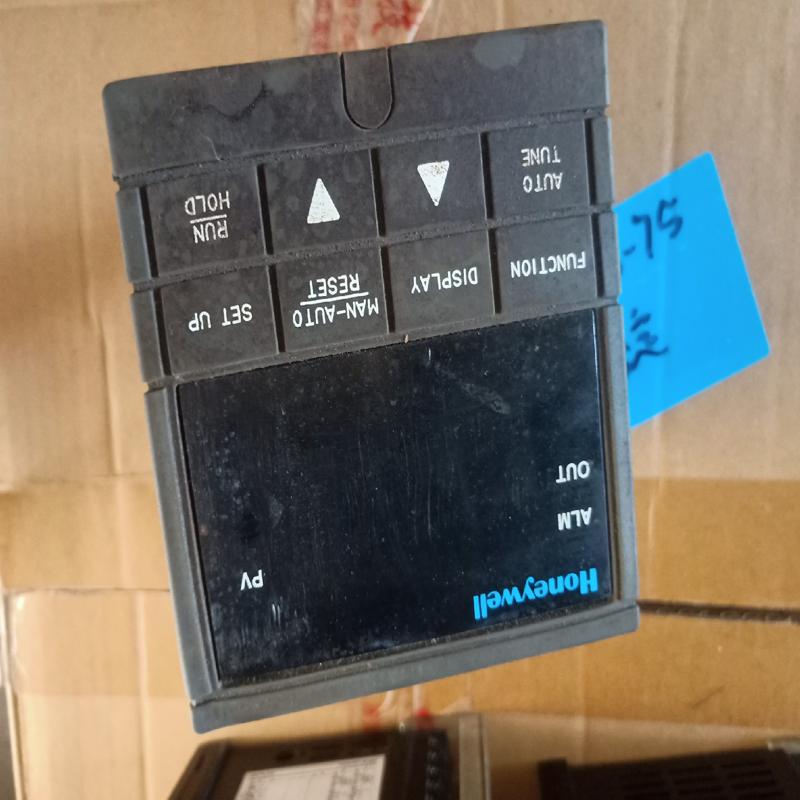 Honeywell
PV
ALM
OUT
FUNCTION
DISPLAY
MAN-AUTO
RESET
SET UP
AUTO
TUNE
RUN
HOLD
-75